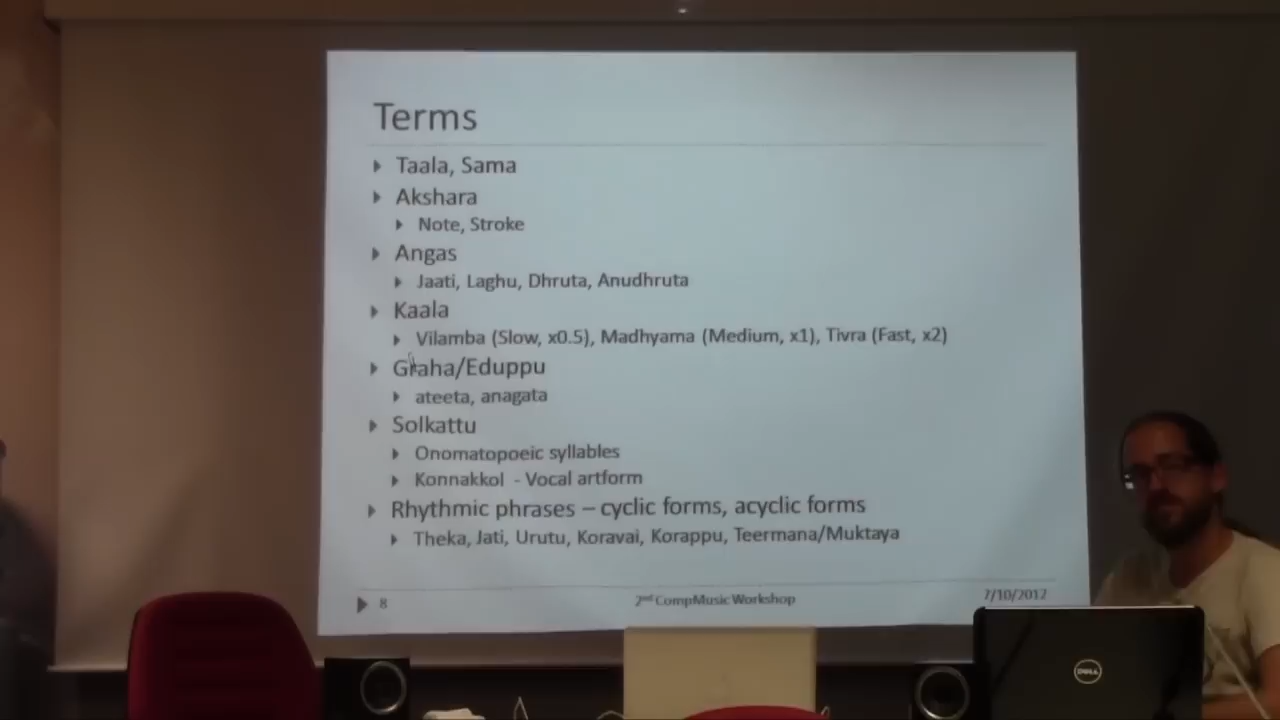 Terms
Taala, Sama
Akshara
Note, Stroke
Angas
Jaati, Laghu, Dhruta, Anudhruta
Kaala
Vilamba (Slow, x0.5), Madhyama (Medium, x1), Tivra (Fast, x2)
Graha/Eduppu
ateeta, anagata
Solkattu
Onomatopoeic syllables
Konnakkol - Vocal artform
Rhythmic phrases – cyclic forms, acyclic forms
Theka, Jati, Urutu, Koravai, Korappu, Teermana/Muktaya
8 2nd CompMusic Workshop 7/10/2012
DELL